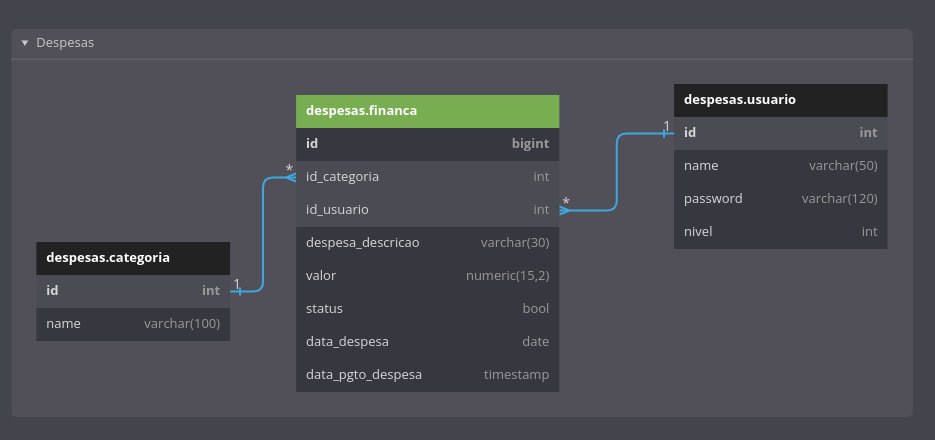 ▼ Despesas
despesas.financa
id bigint
id_categoria int
id_usuario int
despesa_descricao varchar(30)
valor numeric(15,2)
status bool
data_despesa date
data_pgto_despesa timestamp
*
*
despesas.usuario
id int
name varchar(50)
password varchar(120)
nivel int
1
despesas.categoria
id int
name varchar(100)
1